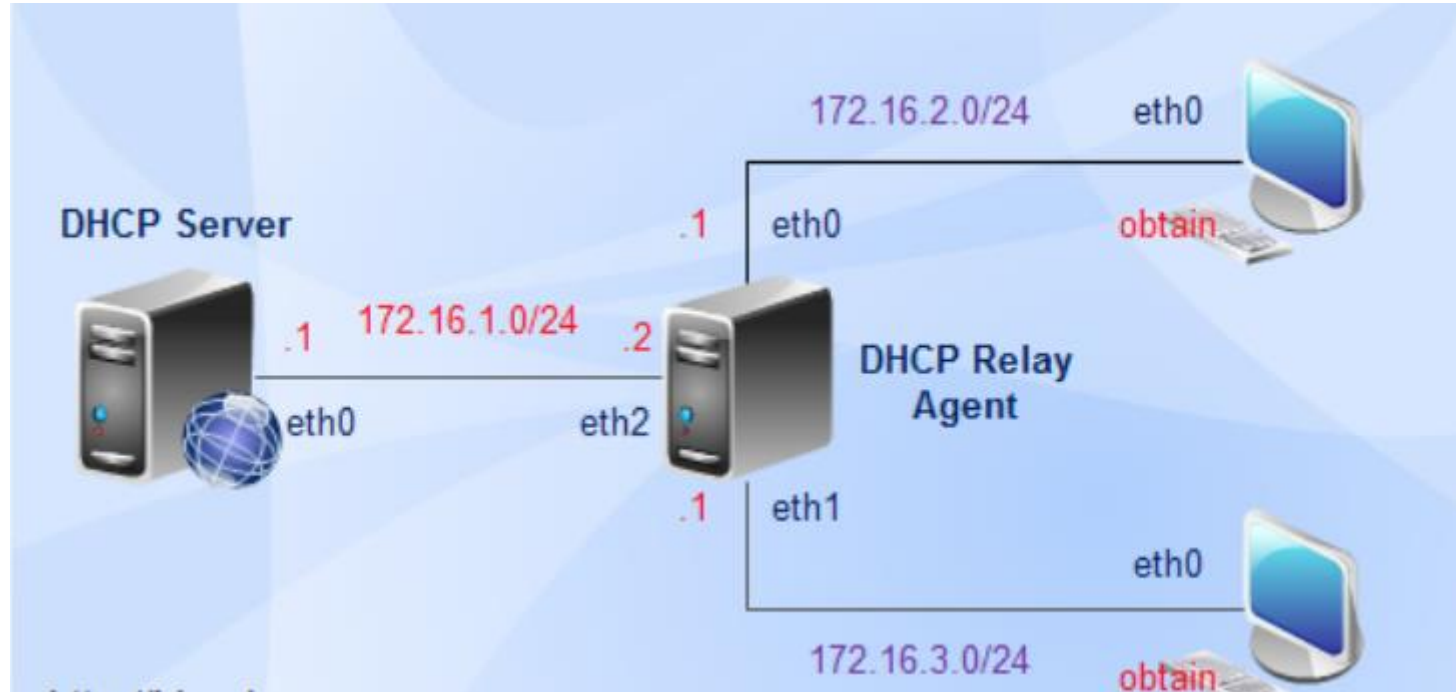 172.16.2.0/24
eth0
DHCP Server
.1
eth0
obtain
.1
172.16.1.0/24
.2
DHCP Relay
Agent
eth0
eth2
.1
eth1
eth0
172.16.3.0/24
obtain